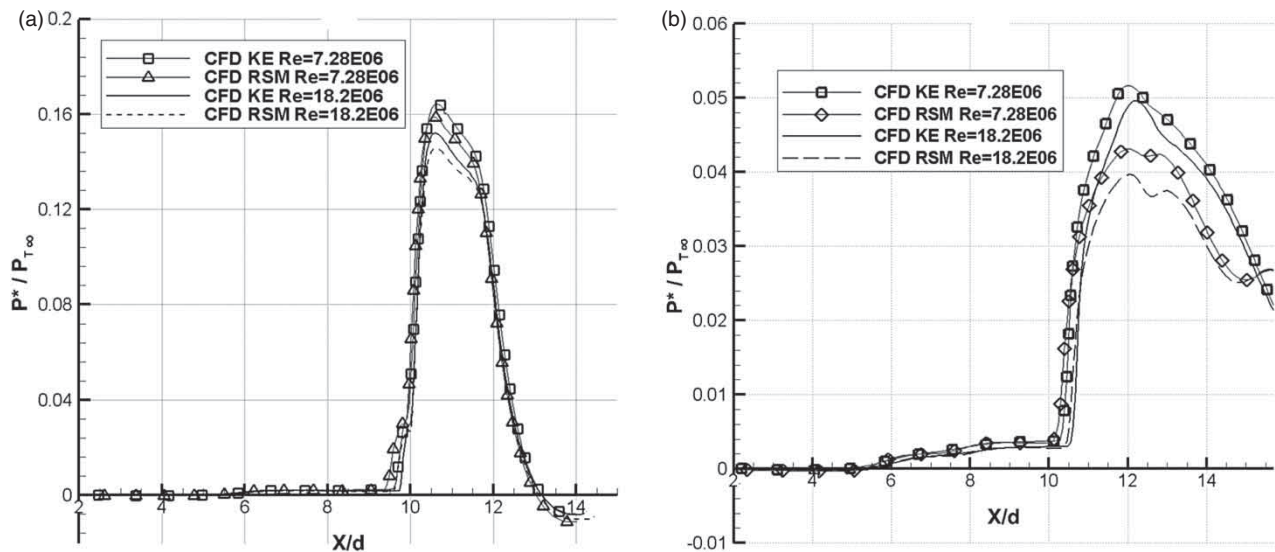 (a)
0.2
CFD KE Re=7.28E06
CFD RSM Re=7.28E06
CFD KE Re=18.2E06
CFD RSM Re=18.2E06
0.16
0.12
0.08
0.04
0
P* / PT∞
2 4 6 8 10 12 14
X/d
(b)
0.06
CFD KE Re=7.28E06
CFD RSM Re=7.28E06
CFD KE Re=18.2E06
CFD RSM Re=18.2E06
0.05
0.04
0.03
0.02
0.01
0
-0.01
P* / PT∞
2 4 6 8 10 12 14
X/d